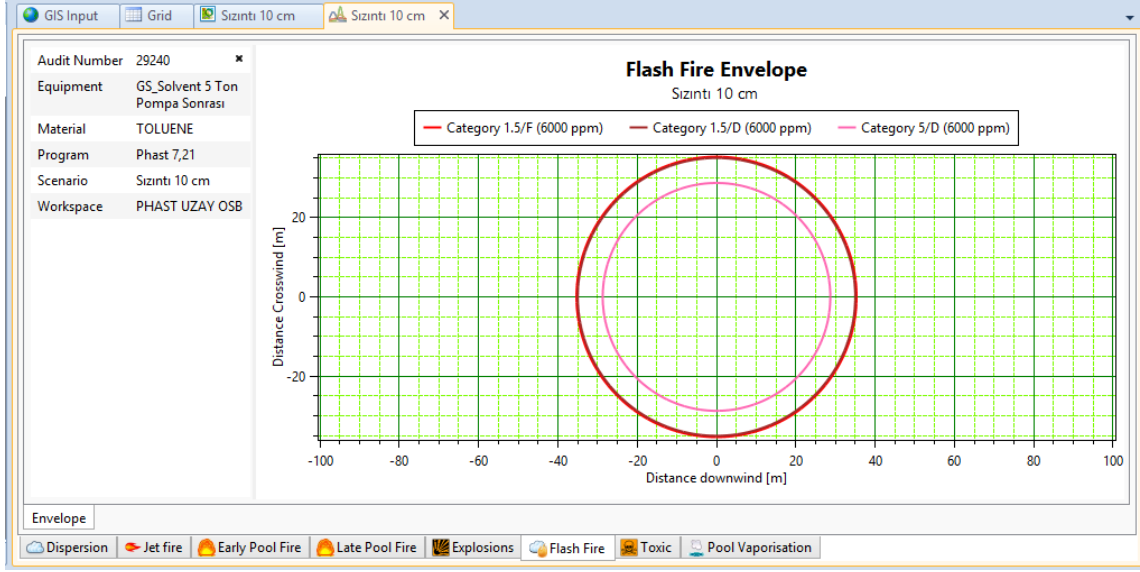 GIS Input Grid Sızıntı 10 cm Sızıntı 10 cm
Audit Number 29240
Equipment GS_Solvent 5 Ton
Pompa Sonrası
Material TOLUENE
Program Phast 7,21
Scenario Sızıntı 10 cm
Workspace PHAST UZAY OSB
Flash Fire Envelope
Sızıntı 10 cm
Category 1.5/F (6000 ppm) Category 1.5/D (6000 ppm) Category 5/D (6000 ppm)
Distance Crosswind [m]
20
0
-20
-100 -80 -60 -40 -20 0 20 40 60 80 100
Distance downwind [m]
Envelope
Dispersion Jet fire Early Pool Fire Late Pool Fire Explosions Flash Fire Toxic Pool Vaporisation